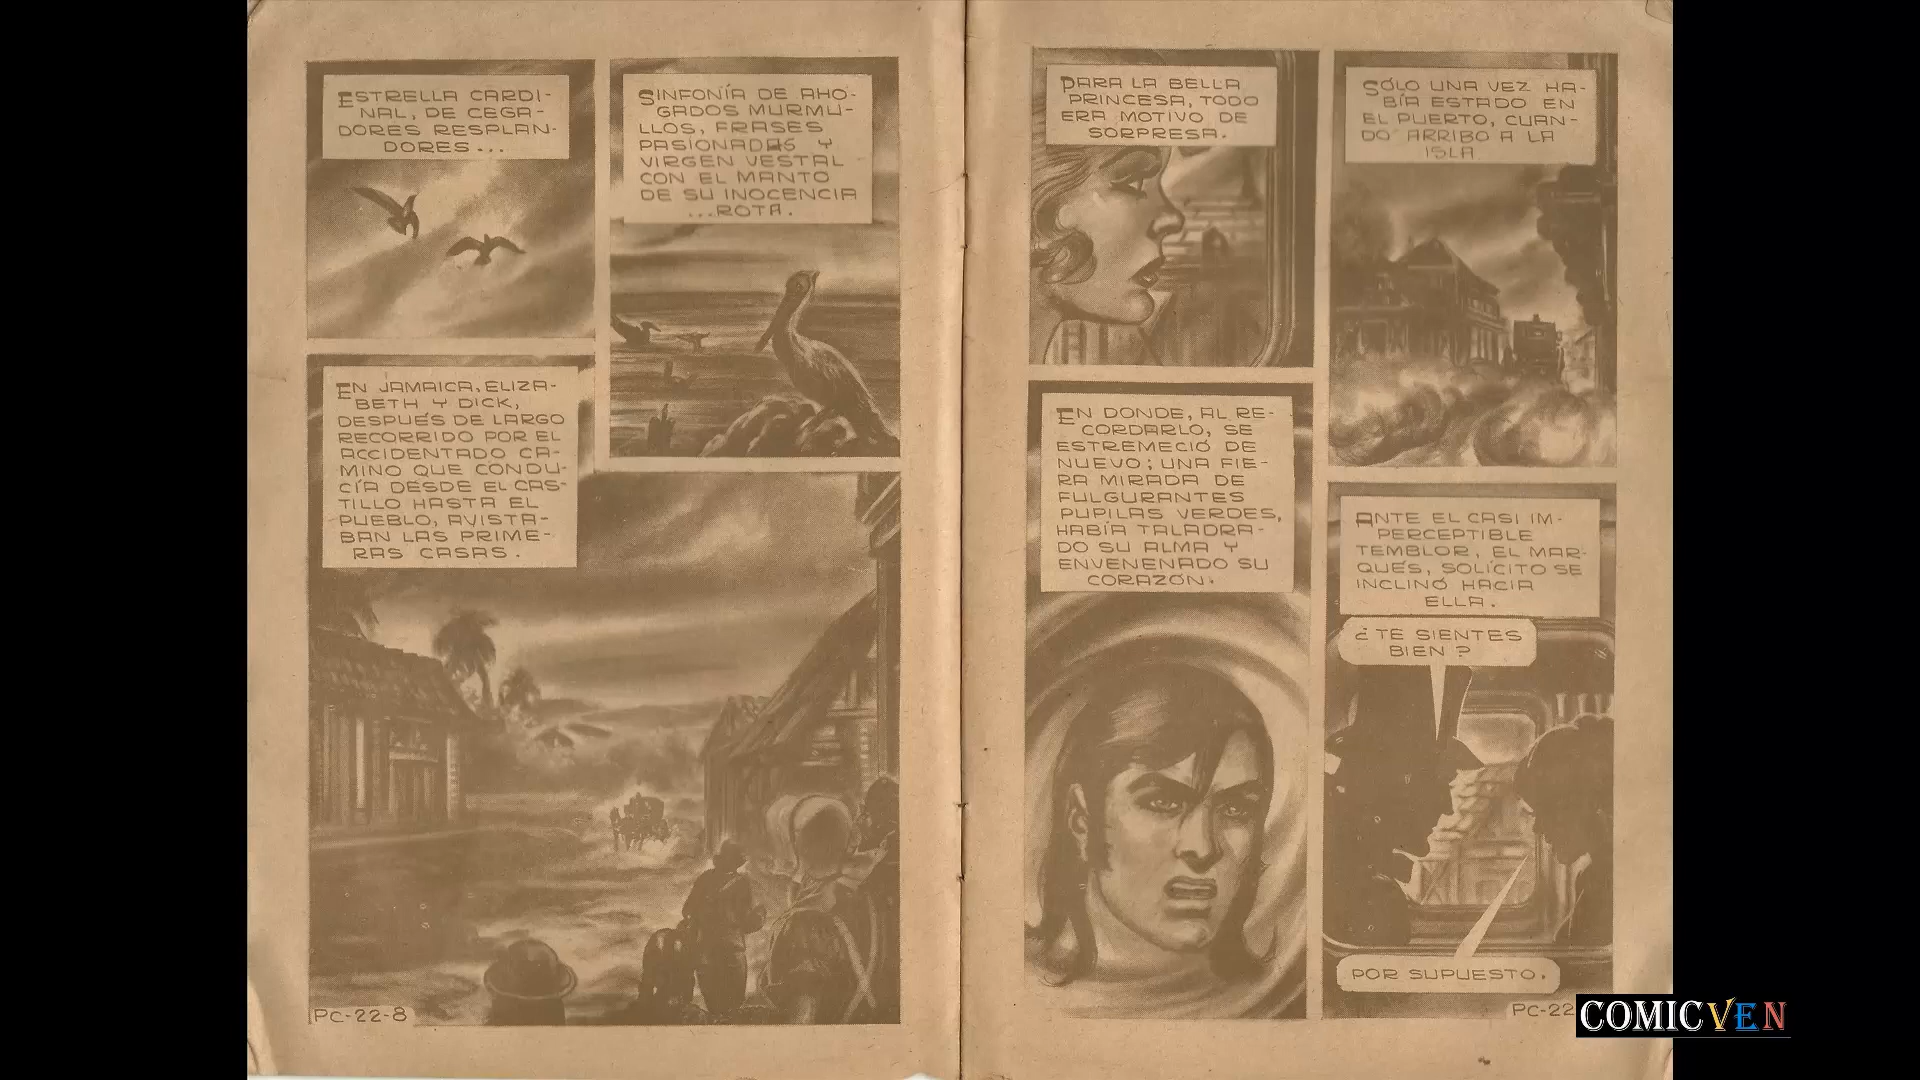 ESTRELLA CARDI-
NAL, DE CEGA-
DORES RESPLAN-
DORES...
SINFONÍA DE AHO-
GADOS MURMU-
LLOS, FRASES
PASIONADAS Y
VIRGEN VESTAL
CON EL MANTO
DE SU INOCENCIA
...ROTA.
EN JAMAICA, ELIZA-
BETH Y DICK,
DESPUÉS DE LARGO
RECORRIDO POR EL
ACCIDENTADO CA-
MINO QUE CONDU-
CÍA DESDE EL CAS-
TILLO HASTA EL
PUEBLO, AVISTA-
BAN LAS PRIME-
RAS CASAS.
PC-22-8
PARA LA BELLA
PRINCESA, TODO
ERA MOTIVO DE
SORPRESA.
SÓLO UNA VEZ HA-
BÍA ESTADO EN
EL PUERTO, CUAN-
DO ARRIBO A LA
ISLA.
EN DONDE, AL RE-
CORDARLO, SE
ESTREMECIÓ DE
NUEVO; UNA FIE-
RA MIRADA DE
FULGURANTES
PUPILAS VERDES,
HABÍA TALADRA-
DO SU ALMA Y
ENVENENADO SU
CORAZÓN.
ANTE EL CASI IM-
PERCEPTIBLE
TEMBLOR, EL MAR-
QUÉS, SOLÍCITO SE
INCLINÓ HACIA
ELLA.
¿TE SIENTES
BIEN?
POR SUPUESTO.
PC-22
COMICVEN